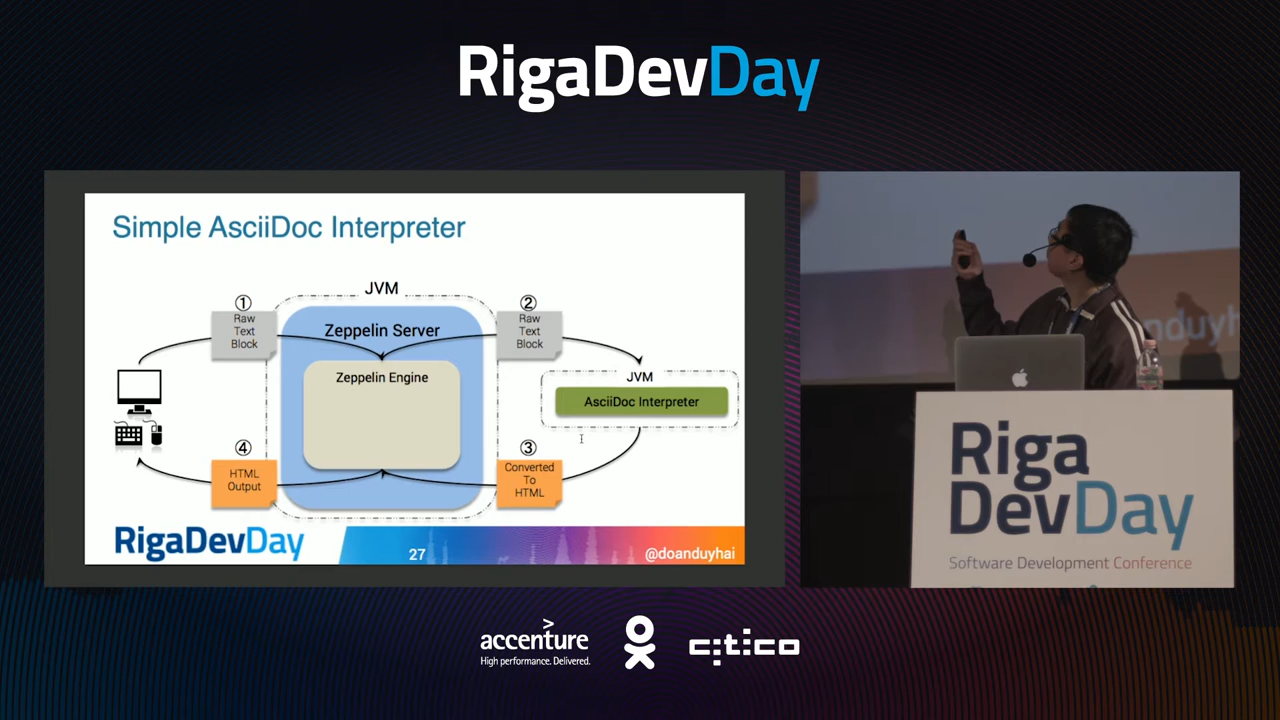 RigaDevDay
Simple AsciiDoc Interpreter
JVM
①
②
Raw
Text
Block
Zeppelin Server
Raw
Text
Block
Zeppelin Engine
JVM
AsciiDoc Interpreter
④
③
HTML
Output
Converted
To
HTML
RigaDevDay
27
@doanduyhai
nduyh
Riga
DevDay
Software Development Conference
>
accenture
High performance. Delivered.
citico